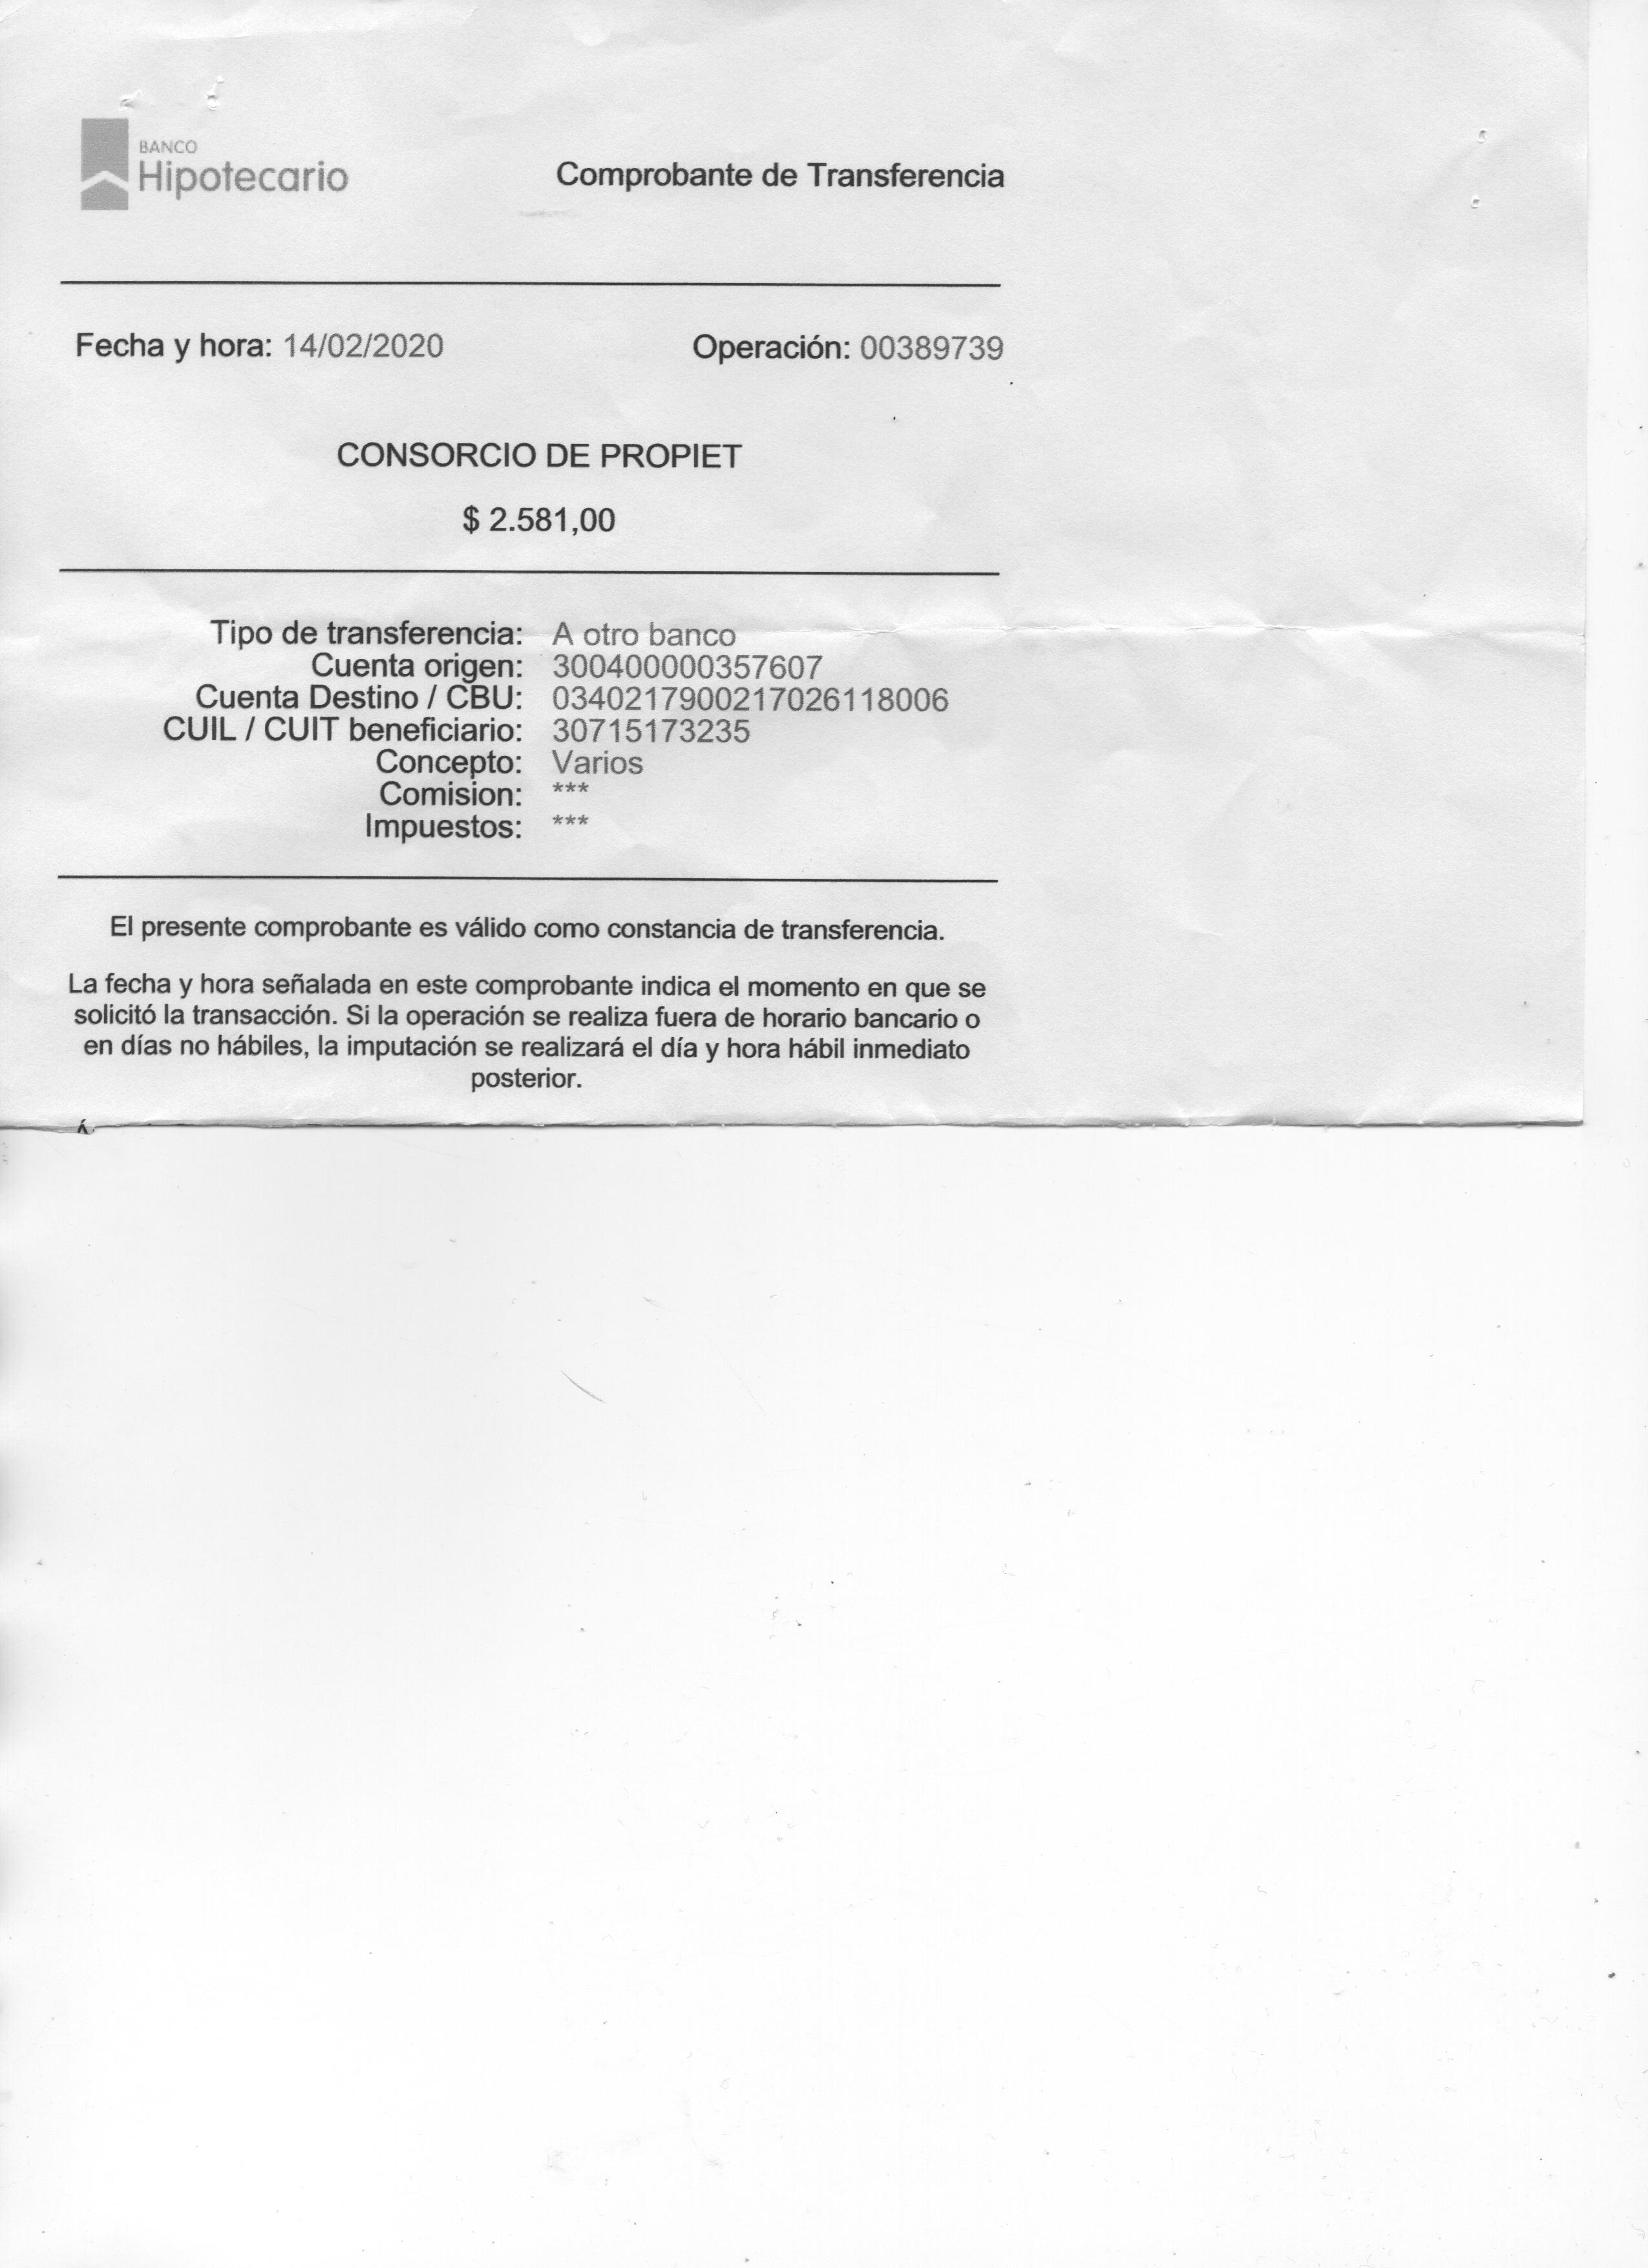 BANCO
Hipotecario
Comprobante de Transferencia
Fecha y hora: 14/02/2020
Operación: 00389739
CONSORCIO DE PROPIET
$ 2.581,00
Tipo de transferencia: A otro banco
Cuenta origen: 300400000357607
Cuenta Destino / CBU: 0340217900217026118006
CUIL / CUIT beneficiario: 30715173235
Concepto: Varios
Comision: ***
Impuestos: ***
El presente comprobante es válido como constancia de transferencia.
La fecha y hora señalada en este comprobante indica el momento en que se
solicitó la transacción. Si la operación se realiza fuera de horario bancario o
en días no hábiles, la imputación se realizará el día y hora hábil inmediato
posterior.